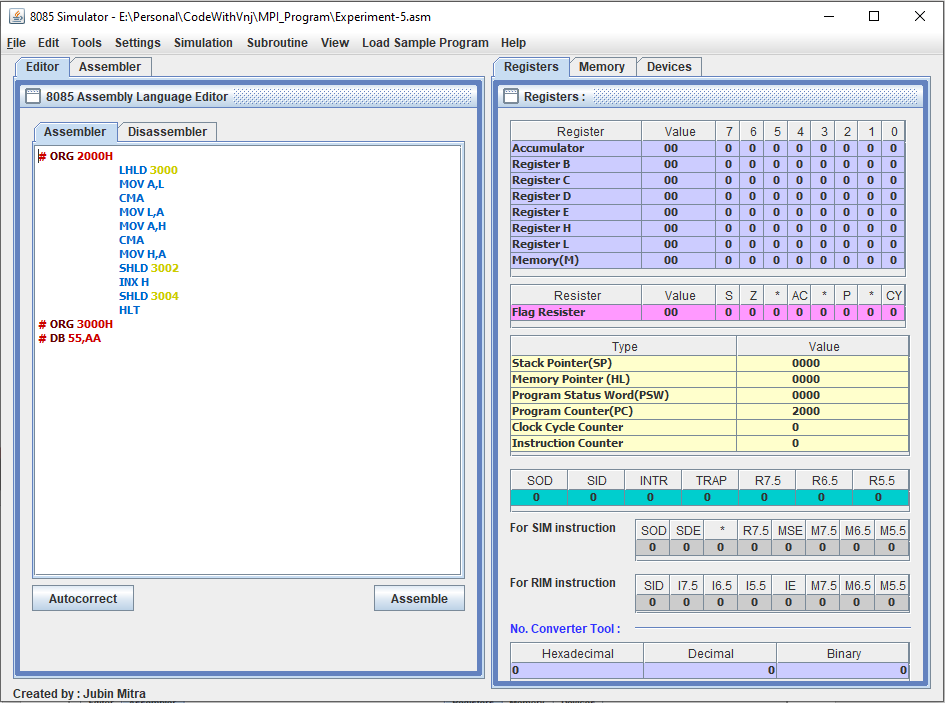 8085 Simulator - E:\Personal\CodeWithVnj\MPI_Program\Experiment-5.asm
File Edit Tools Settings Simulation Subroutine View Load Sample Program Help
Editor Assembler
8085 Assembly Language Editor
Assembler Disassembler
# ORG 2000H
LHLD 3000
MOV A,L
CMA
MOV L,A
MOV A,H
CMA
MOV H,A
SHLD 3002
INX H
SHLD 3004
HLT
# ORG 3000H
# DB 55,AA
Autocorrect Assemble
Created by : Jubin Mitra
Registers Memory Devices
Registers :
Register Value 7 6 5 4 3 2 1 0
Accumulator 00 0 0 0 0 0 0 0 0
Register B 00 0 0 0 0 0 0 0 0
Register C 00 0 0 0 0 0 0 0 0
Register D 00 0 0 0 0 0 0 0 0
Register E 00 0 0 0 0 0 0 0 0
Register H 00 0 0 0 0 0 0 0 0
Register L 00 0 0 0 0 0 0 0 0
Memory(M) 00 0 0 0 0 0 0 0 0
Resister Value S Z * AC * P * CY
Flag Resister 00 0 0 0 0 0 0 0 0
Type Value
Stack Pointer(SP) 0000
Memory Pointer (HL) 0000
Program Status Word(PSW) 0000
Program Counter(PC) 2000
Clock Cycle Counter 0
Instruction Counter 0
SOD SID INTR TRAP R7.5 R6.5 R5.5
0 0 0 0 0 0 0
For SIM instruction SOD SDE * R7.5 MSE M7.5 M6.5 M5.5
0 0 0 0 0 0 0 0
For RIM instruction SID I7.5 I6.5 I5.5 IE M7.5 M6.5 M5.5
0 0 0 0 0 0 0 0
No. Converter Tool :
Hexadecimal Decimal Binary
0 0 0